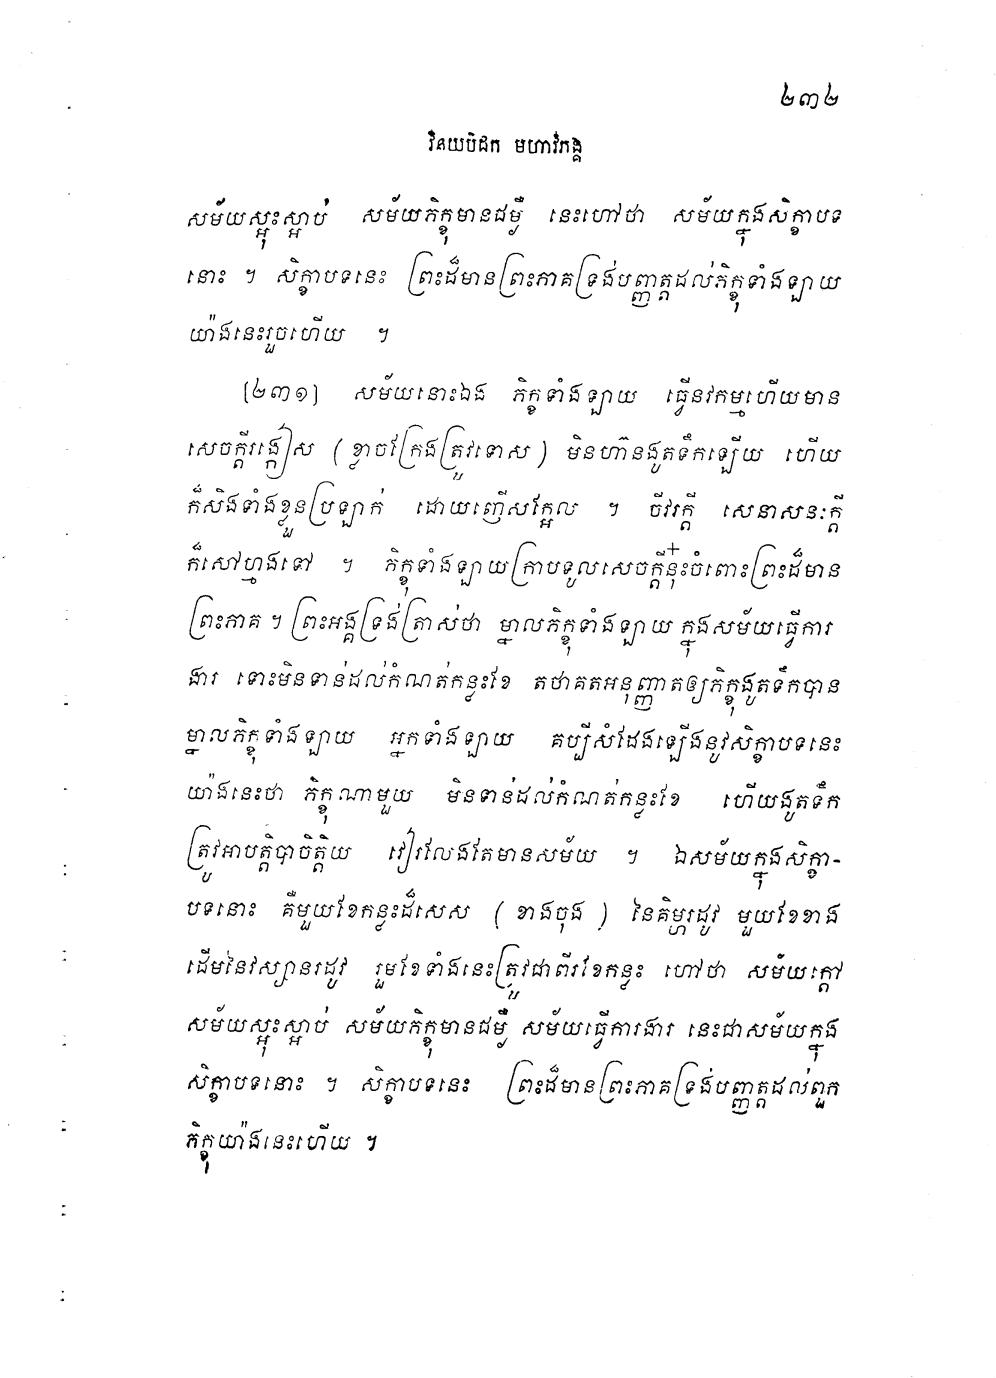 ២៣២
វិនយបិដក មហាវិភង្គ
សម័យស្អុះស្អាប់ សម័យភិក្ខុមានជម្ងឺ នេះហៅថា សម័យក្នុងសិក្ខាបទ
នោះ ។ សិក្ខាបទនេះ ព្រះដ៏មានព្រះភាគទ្រង់បញ្ញត្តដល់ភិក្ខុទាំងឡាយ
យ៉ាងនេះរួចហើយ ។
[២៣១] សម័យនោះឯង ភិក្ខុទាំងឡាយ ធ្វើនវកម្មហើយមាន
សេចក្តីរង្កៀស (ខ្លាចក្រែងត្រូវទោស) មិនហ៊ានងូតទឹកឡើយ ហើយ
ក៏សិងទាំងខ្លួនប្រឡាក់ ដោយញើសក្អែល ។ ចីវរក្តី សេនាសនៈក្តី
ក៏សៅហ្មងទៅ ។ ភិក្ខុទាំងឡាយក្រាបទូលសេចក្តីនុ៎ះចំពោះព្រះដ៏មាន
ព្រះភាគ ។ ព្រះអង្គទ្រង់ត្រាស់ថា ម្នាលភិក្ខុទាំងឡាយ ក្នុងសម័យធ្វើការ
ងារ ទោះមិនទាន់ដល់កំណត់កន្លះខែ តថាគតអនុញ្ញាតឲ្យភិក្ខុងូតទឹកបាន
ម្នាលភិក្ខុទាំងឡាយ អ្នកទាំងឡាយ គប្បីសំដែងឡើងនូវសិក្ខាបទនេះ
យ៉ាងនេះថា ភិក្ខុណាមួយ មិនទាន់ដល់កំណត់កន្លះខែ ហើយងូតទឹក
ត្រូវអាបត្តិបាចិត្តិយ វៀរលែងតែមានសម័យ ។ ឯសម័យក្នុងសិក្ខា-
បទនោះ គឺមួយខែកន្លះដ៏សេស (ខាងចុង) នៃគិម្ហរដូវ មួយខែខាង
ដើមនៃវស្សានរដូវ រួមខែទាំងនេះត្រូវជាពីរខែកន្លះ ហៅថា សម័យក្តៅ
សម័យស្អុះស្អាប់ សម័យភិក្ខុមានជម្ងឺ សម័យធ្វើការងារ នេះជាសម័យក្នុង
សិក្ខាបទនោះ ។ សិក្ខាបទនេះ ព្រះដ៏មានព្រះភាគទ្រង់បញ្ញត្តដល់ពួក
ភិក្ខុយ៉ាងនេះហើយ ។